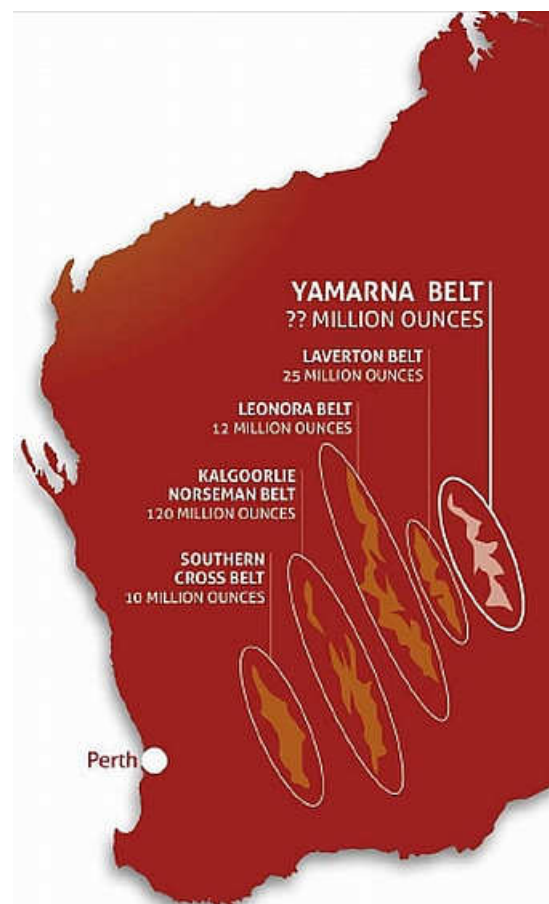 YAMARNA BELT
?? MILLION OUNCES
LAVERTON BELT
25 MILLION OUNCES
LEONORA BELT
12 MILLION OUNCES
KALGOORLIE
NORSEMAN BELT
120 MILLION OUNCES
SOUTHERN
CROSS BELT
10 MILLION OUNCES
Perth